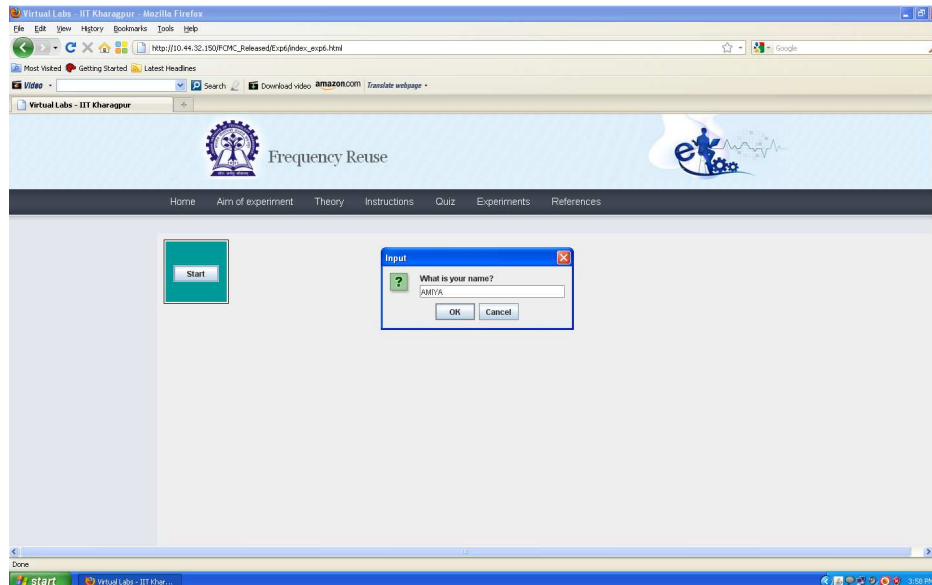 Virtual Labs - IIT Kharagpur - Mozilla Firefox
File Edit View History Bookmarks Tools Help
http://10.44.32.150/FCMC_Released/Exp6/index_exp6.html
Google
Most Visited Getting Started Latest Headlines
Video Search Download video amazon.com Translate webpage
Virtual Labs - IIT Kharagpur
Frequency Reuse
Home Aim of experiment Theory Instructions Quiz Experiments References
Start
Input
What is your name?
AMIYA
OK Cancel
Done
start Virtual Labs - IIT Khar... 3:50 PM